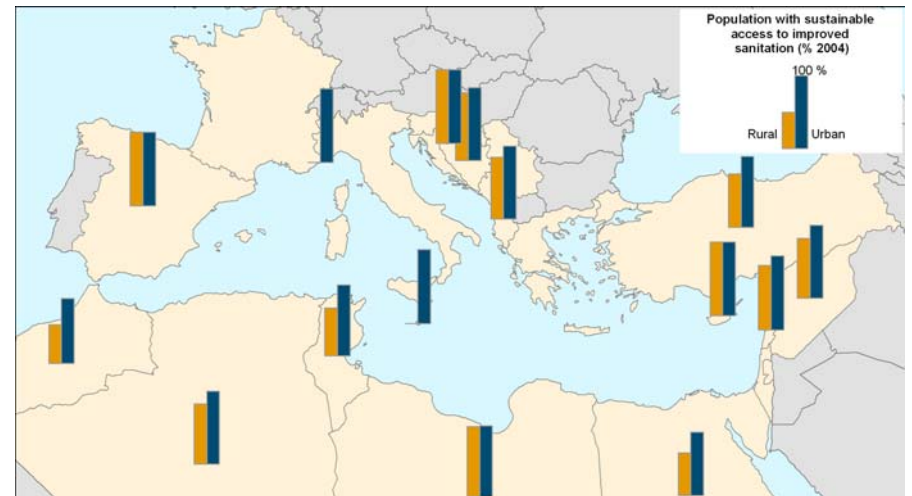 Population with sustainable
access to improved
sanitation (% 2004)
100 %
Rural
Urban